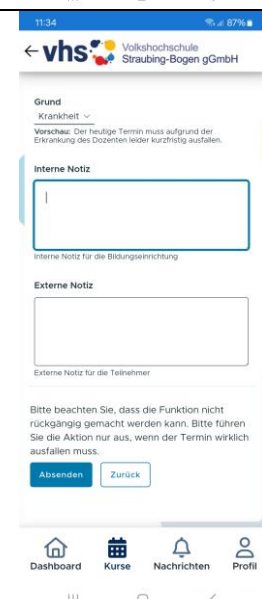 11:34 87%
vhs Volkshochschule
Straubing-Bogen gGmbH
Grund
Krankheit
Vorschau: Der heutige Termin muss aufgrund der
Erkrankung des Dozenten leider kurzfristig ausfallen.
Interne Notiz
Interne Notiz für die Bildungseinrichtung
Externe Notiz
Externe Notiz für die Teilnehmer
Bitte beachten Sie, dass die Funktion nicht
rückgängig gemacht werden kann. Bitte führen
Sie die Aktion nur aus, wenn der Termin wirklich
ausfallen muss.
Absenden Zurück
Dashboard Kurse Nachrichten Profil